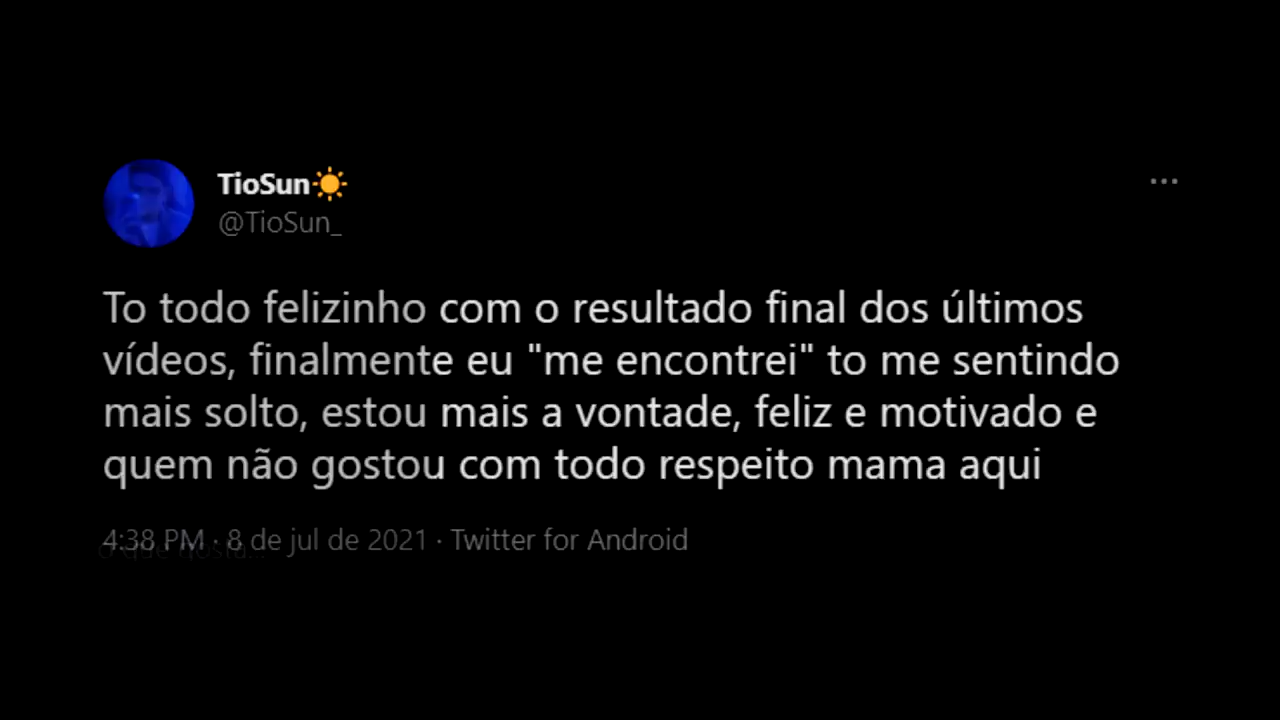 TioSun☀
@TioSun_
To todo felizinho com o resultado final dos últimos
vídeos, finalmente eu "me encontrei" to me sentindo
mais solto, estou mais a vontade, feliz e motivado e
quem não gostou com todo respeito mama aqui
4:38 PM · 8 de jul de 2021 · Twitter for Android